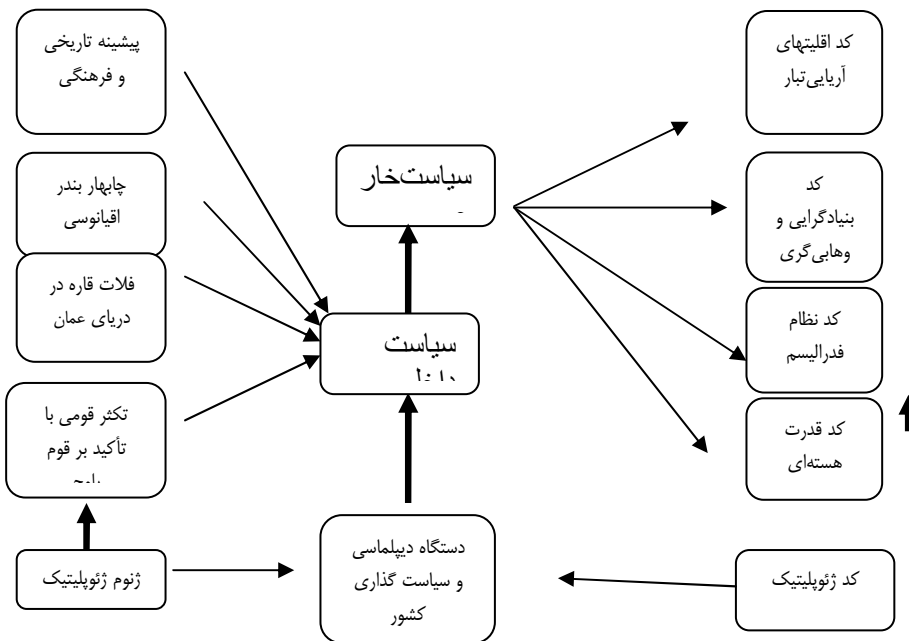 پیشینه تاریخی
و فرهنگی
چابهار بندر
اقیانوسی
فلات قاره در
دریای عمان
تکثر قومی با
تأکید بر قوم
ژنوم ژئوپلیتیک
سیاست‌خار
سیاست
دستگاه دیپلماسی
و سیاست گذاری
کشور
کد اقلیتهای
آریایی‌تبار
کد
بنیادگرایی و
وهابی‌گری
کد نظام
فدرالیسم
کد قدرت
هسته‌ای
کد ژئوپلیتیک